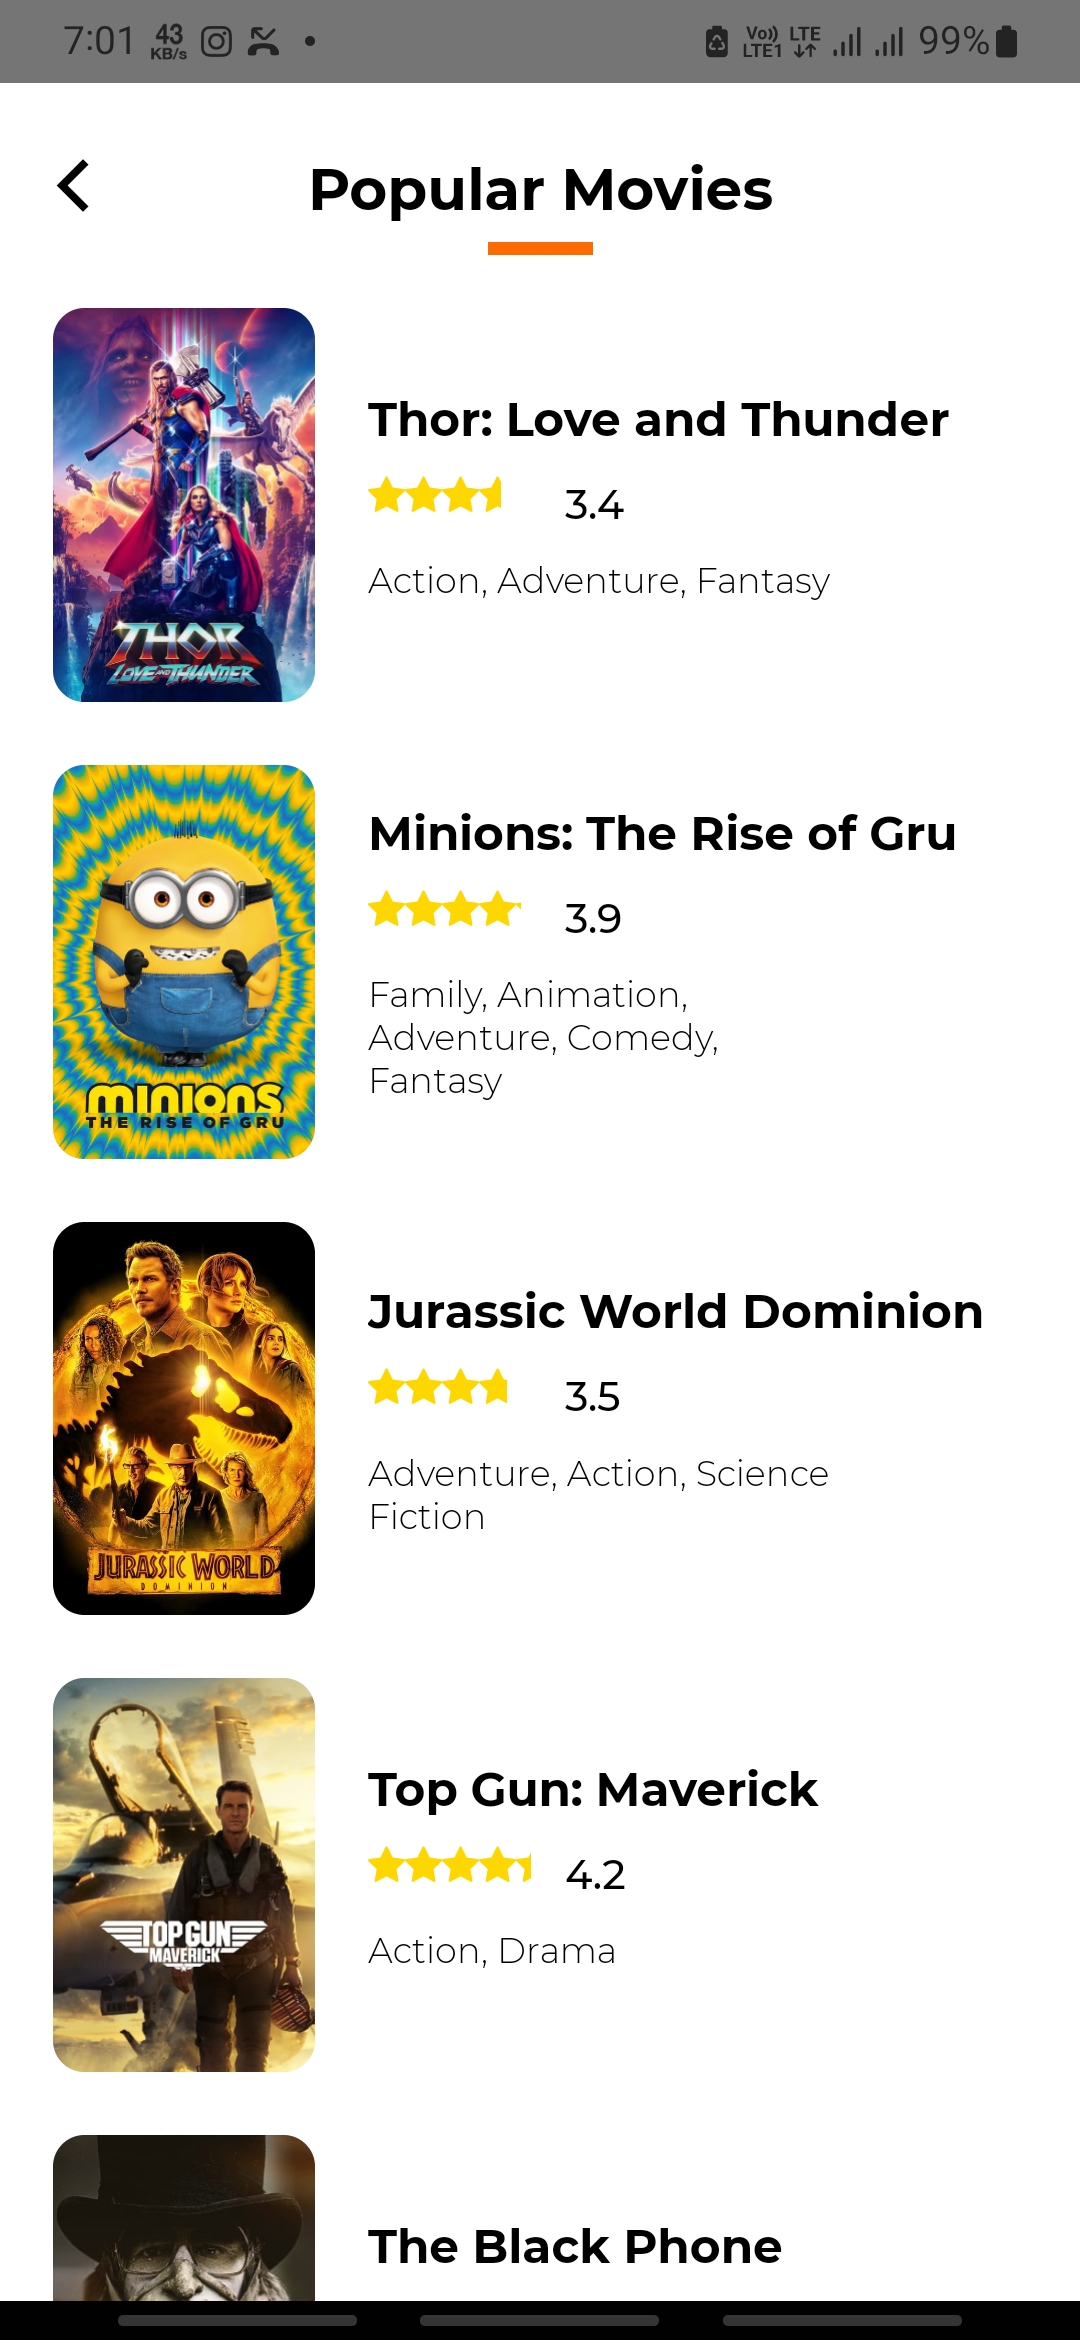 7:01 43 KB/s Vo)) LTE1 LTE 99%
Popular Movies
THOR
LOVE AND THUNDER
Thor: Love and Thunder
3.4
Action, Adventure, Fantasy
MINIONS
THE RISE OF GRU
Minions: The Rise of Gru
3.9
Family, Animation,
Adventure, Comedy,
Fantasy
JURASSIC WORLD
DOMINION
Jurassic World Dominion
3.5
Adventure, Action, Science
Fiction
TOP GUN
MAVERICK
Top Gun: Maverick
4.2
Action, Drama
The Black Phone